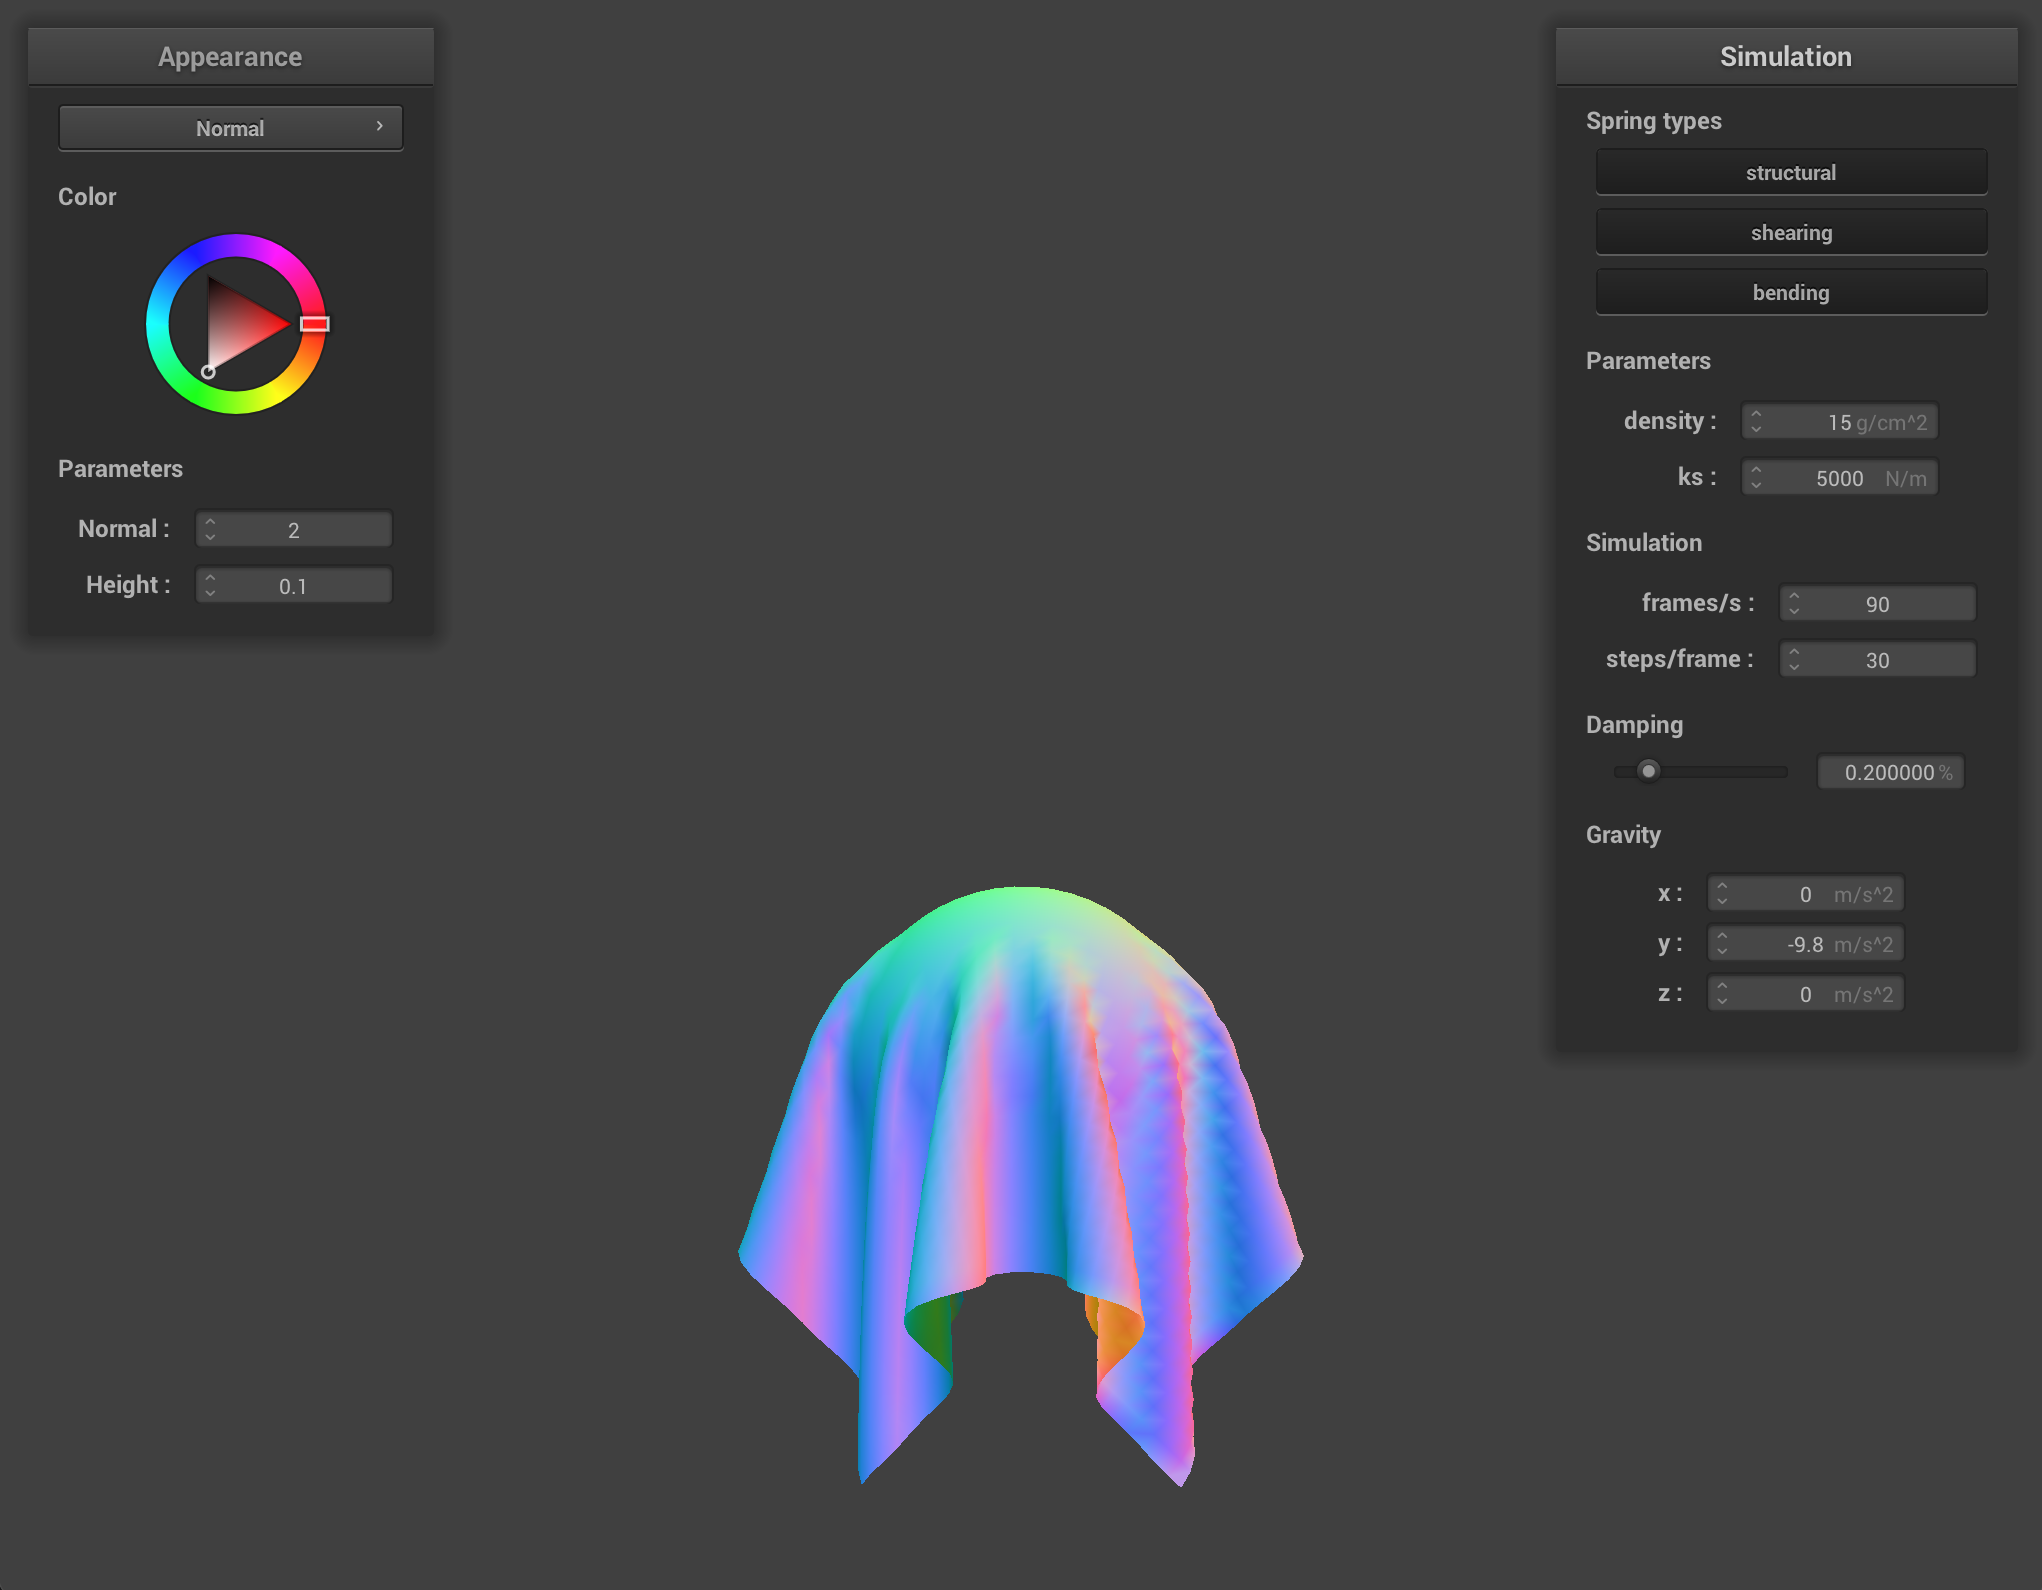 Appearance
Normal
Color
Parameters
Normal : 2
Height : 0.1
Simulation
Spring types
structural
shearing
bending
Parameters
density : 15 g/cm^2
ks : 5000 N/m
Simulation
frames/s : 90
steps/frame : 30
Damping
0.200000 %
Gravity
x : 0 m/s^2
y : -9.8 m/s^2
z : 0 m/s^2